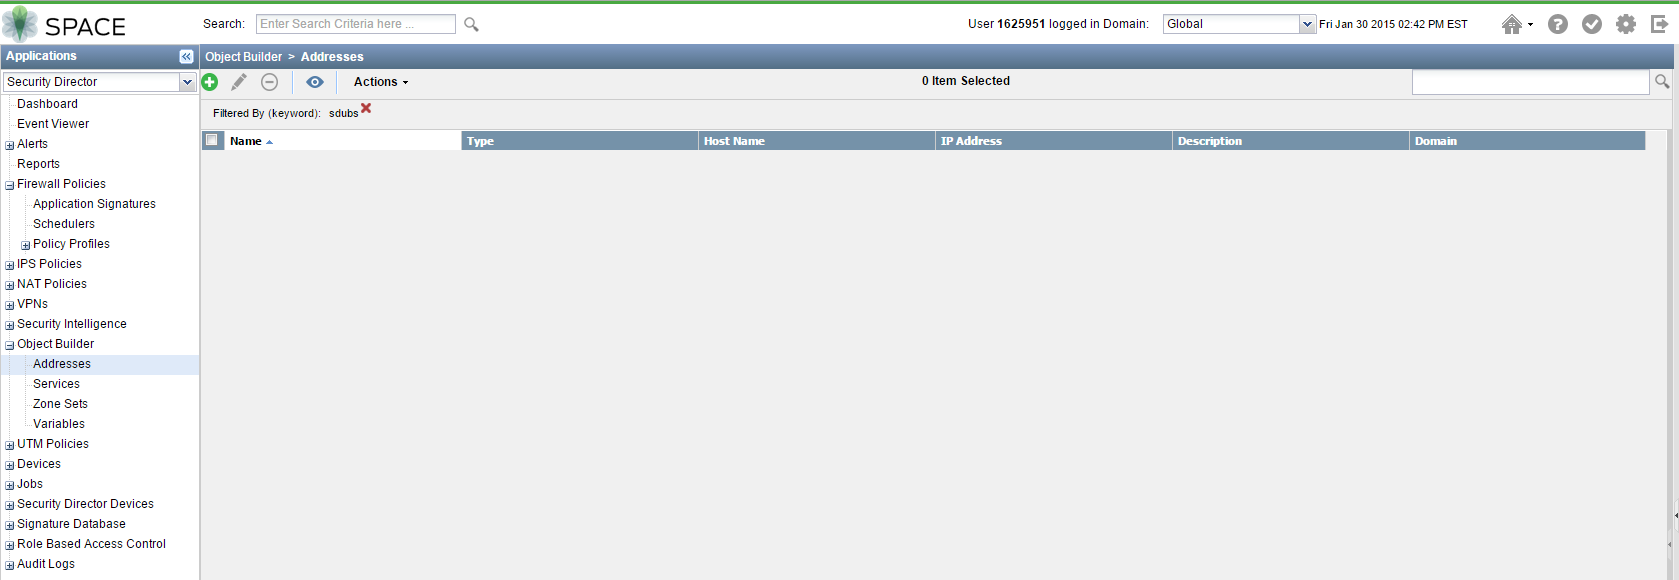 SPACE
Search: Enter Search Criteria here ...
User 1625951 logged in Domain: Global Fri Jan 30 2015 02:42 PM EST
Applications
Object Builder > Addresses
Security Director
Actions
0 Item Selected
Filtered By (keyword): sdubs
Name Type Host Name IP Address Description Domain
Dashboard
Event Viewer
Alerts
Reports
Firewall Policies
Application Signatures
Schedulers
Policy Profiles
IPS Policies
NAT Policies
VPNs
Security Intelligence
Object Builder
Addresses
Services
Zone Sets
Variables
UTM Policies
Devices
Jobs
Security Director Devices
Signature Database
Role Based Access Control
Audit Logs